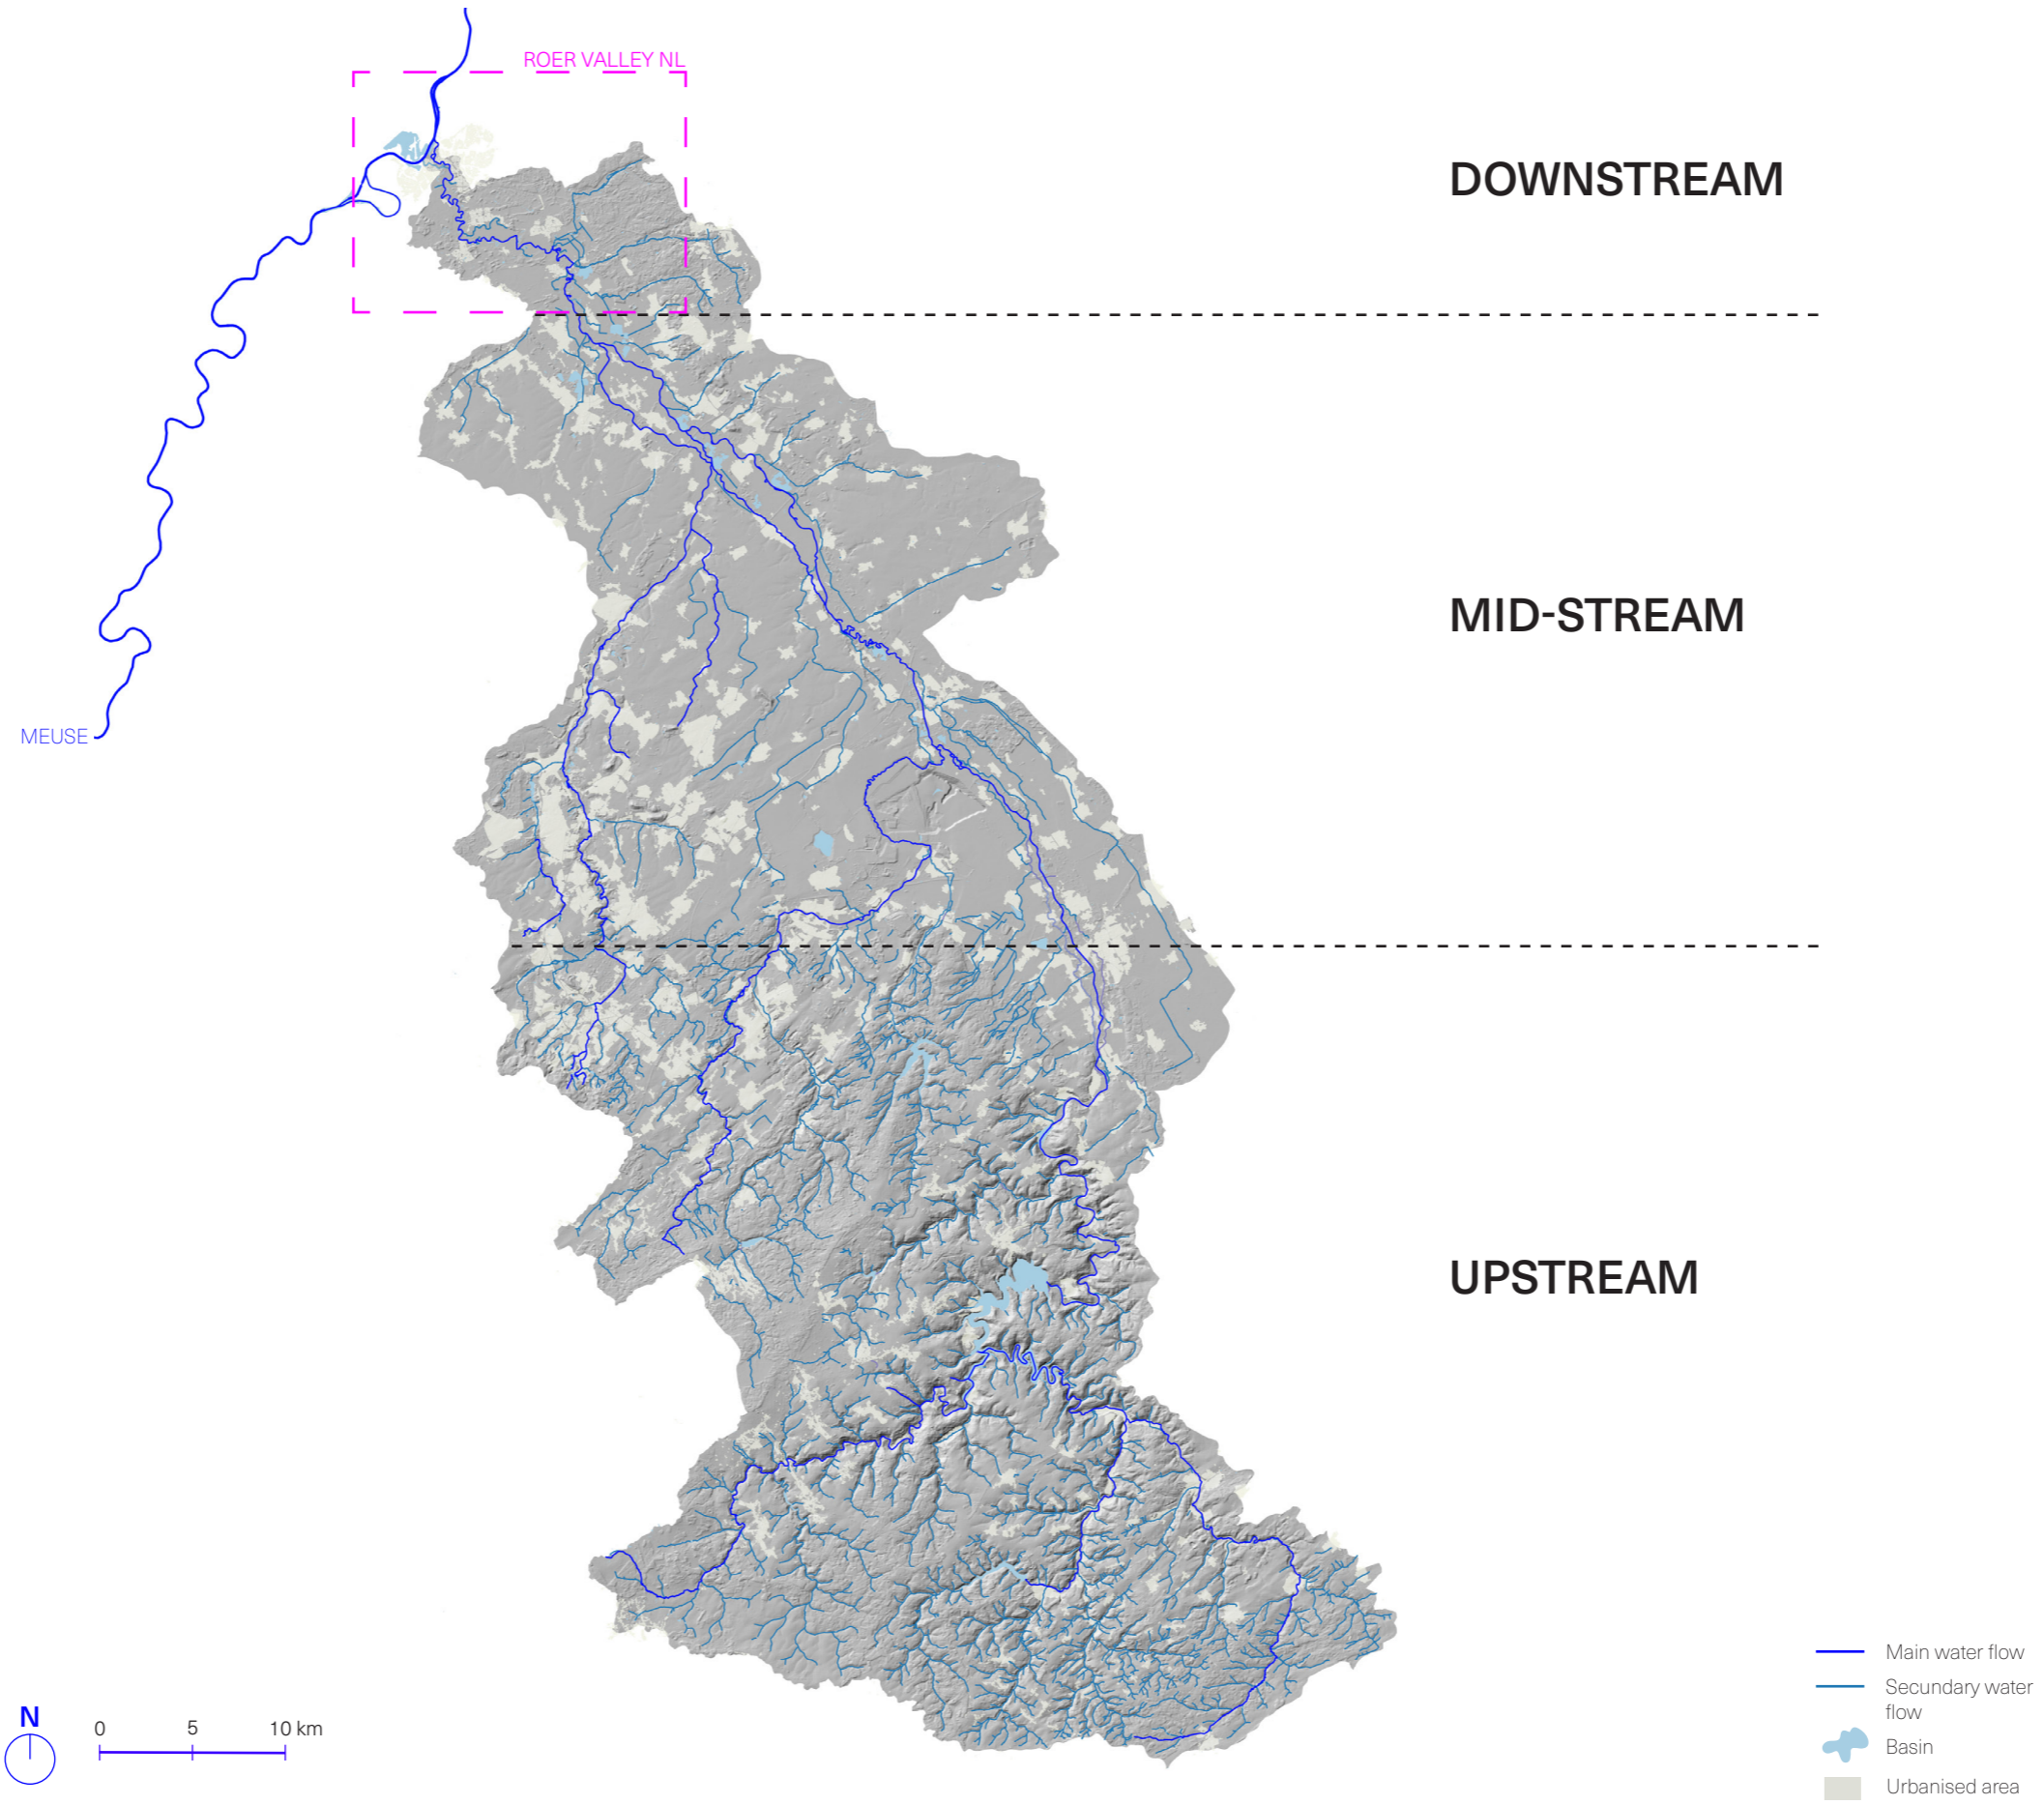 ROER VALLEY NL
DOWNSTREAM
MID-STREAM
MEUSE
UPSTREAM
Main water flow
Secundary water
flow
Basin
Urbanised area
N
0 5 10 km